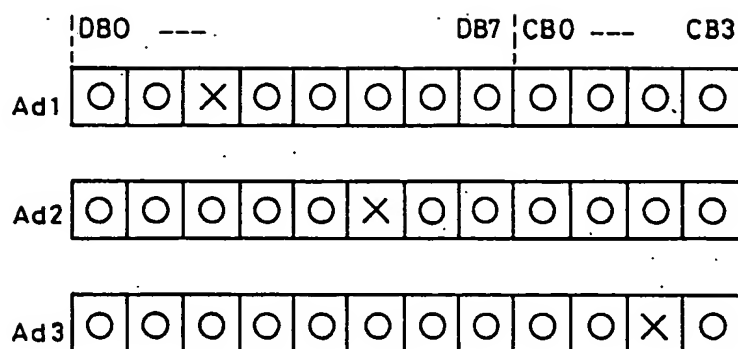 DB0 --- DB7 CB0 --- CB3
Ad1 ○ ○ × ○ ○ ○ ○ ○ ○ ○ ○ ○
Ad2 ○ ○ ○ ○ ○ × ○ ○ ○ ○ ○ ○
Ad3 ○ ○ ○ ○ ○ ○ ○ ○ ○ ○ × ○